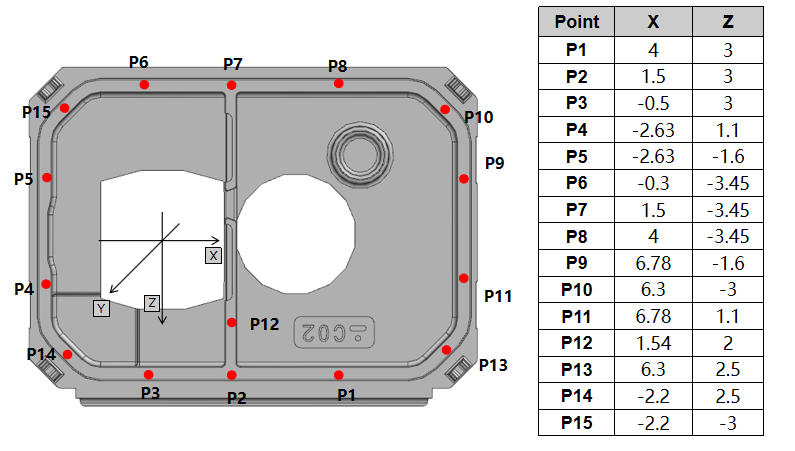 P6
P7
P8
P15
P10
P5
P9
X
P4
Y
Z
P11
P12
CO2
P14
P13
P3
P2
P1
Point X Z
P1 4 3
P2 1.5 3
P3 -0.5 3
P4 -2.63 1.1
P5 -2.63 -1.6
P6 -0.3 -3.45
P7 1.5 -3.45
P8 4 -3.45
P9 6.78 -1.6
P10 6.3 -3
P11 6.78 1.1
P12 1.54 2
P13 6.3 2.5
P14 -2.2 2.5
P15 -2.2 -3